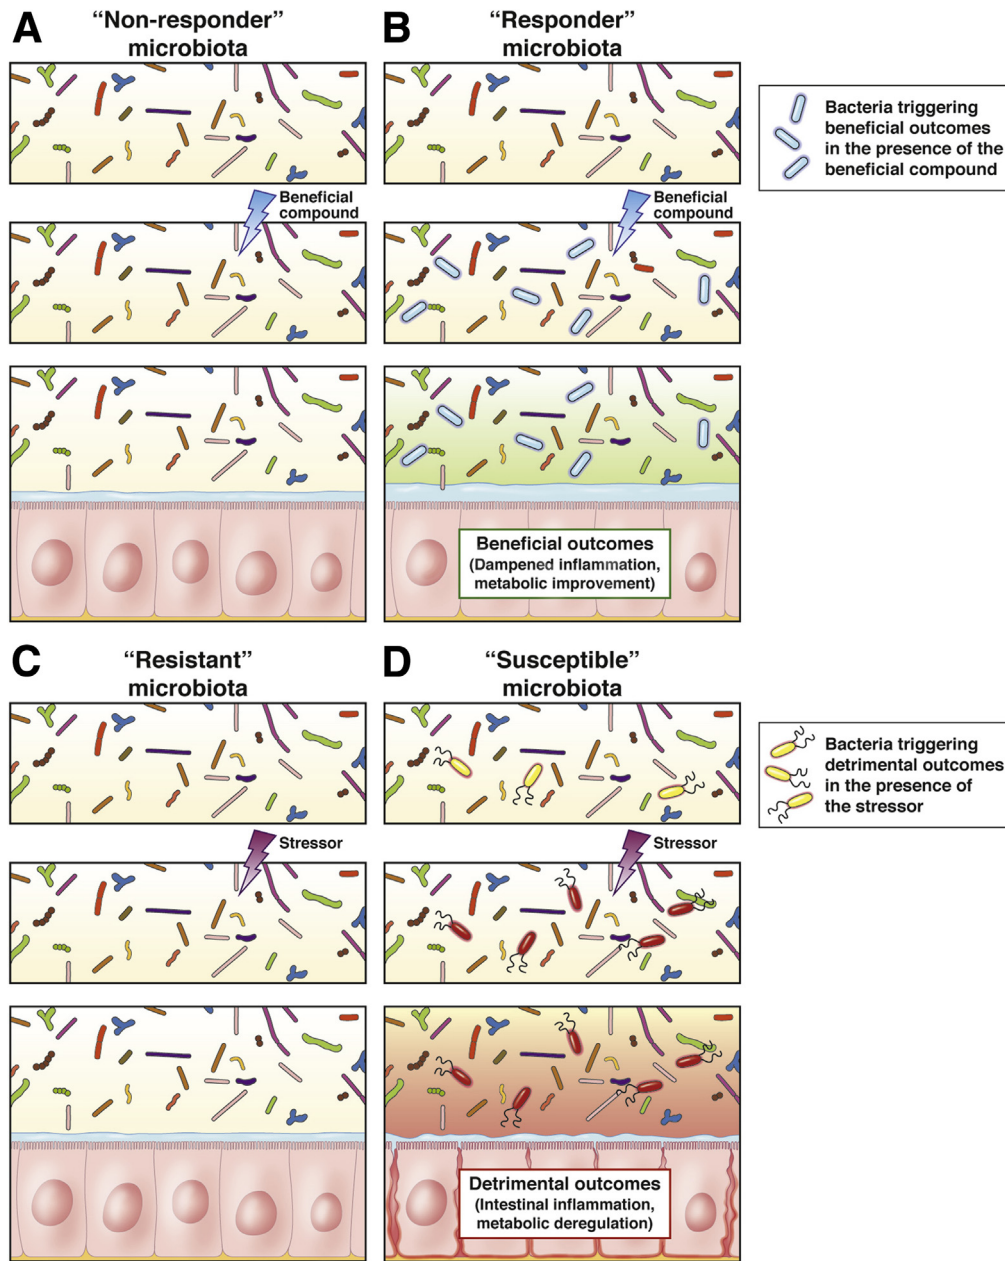 A
“Non-responder”
microbiota
B
“Responder”
microbiota
Bacteria triggering
beneficial outcomes
in the presence of the
beneficial compound
Beneficial
compound
Beneficial
compound
Beneficial outcomes
(Dampened inflammation,
metabolic improvement)
C
“Resistant”
microbiota
D
“Susceptible”
microbiota
Bacteria triggering
detrimental outcomes
in the presence of
the stressor
Stressor
Stressor
Detrimental outcomes
(Intestinal inflammation,
metabolic deregulation)